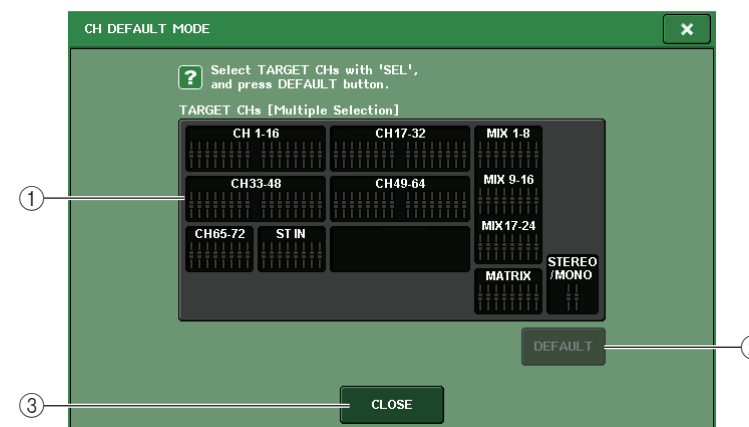 CH DEFAULT MODE
Select TARGET CHs with 'SEL',
and press DEFAULT button.
TARGET CHs [Multiple Selection]
CH 1-16
CH17-32
MIX 1-8
CH33-48
CH49-64
MIX 9-16
CH65-72
ST IN
MIX17-24
STEREO
/MONO
MATRIX
DEFAULT
CLOSE
1
3
?